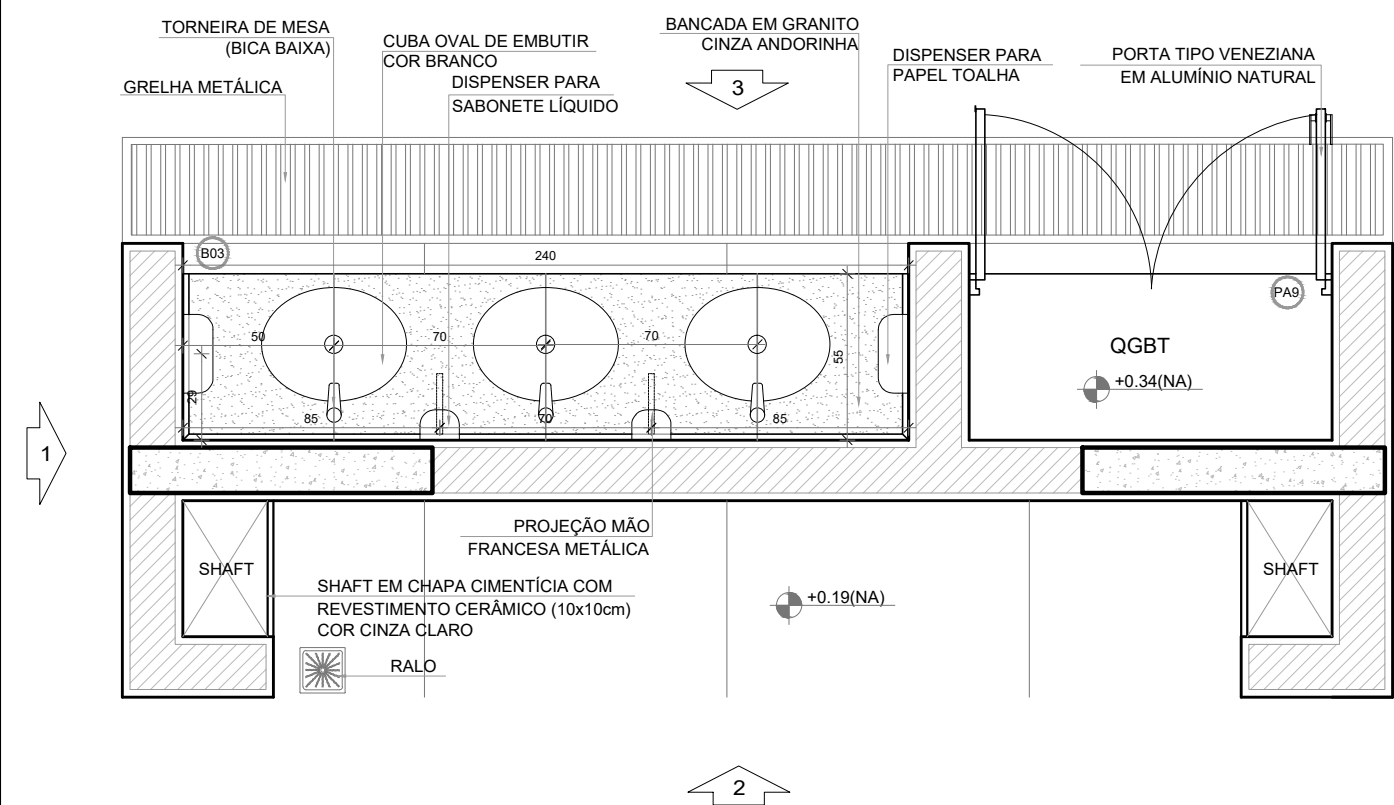 TORNEIRA DE MESA
(BICA BAIXA)
CUBA OVAL DE EMBUTIR
COR BRANCO
BANCADA EM GRANITO
CINZA ANDORINHA
DISPENSER PARA
PAPEL TOALHA
PORTA TIPO VENEZIANA
EM ALUMÍNIO NATURAL
GRELHA METÁLICA
DISPENSER PARA
SABONETE LÍQUIDO
3
B03
240
PA9
50
70
70
55
QGBT
+0.34(NA)
29
85
70
85
1
PROJEÇÃO MÃO
FRANCESA METÁLICA
SHAFT
SHAFT EM CHAPA CIMENTÍCIA COM
REVESTIMENTO CERÂMICO (10x10cm)
COR CINZA CLARO
+0.19(NA)
SHAFT
RALO
2